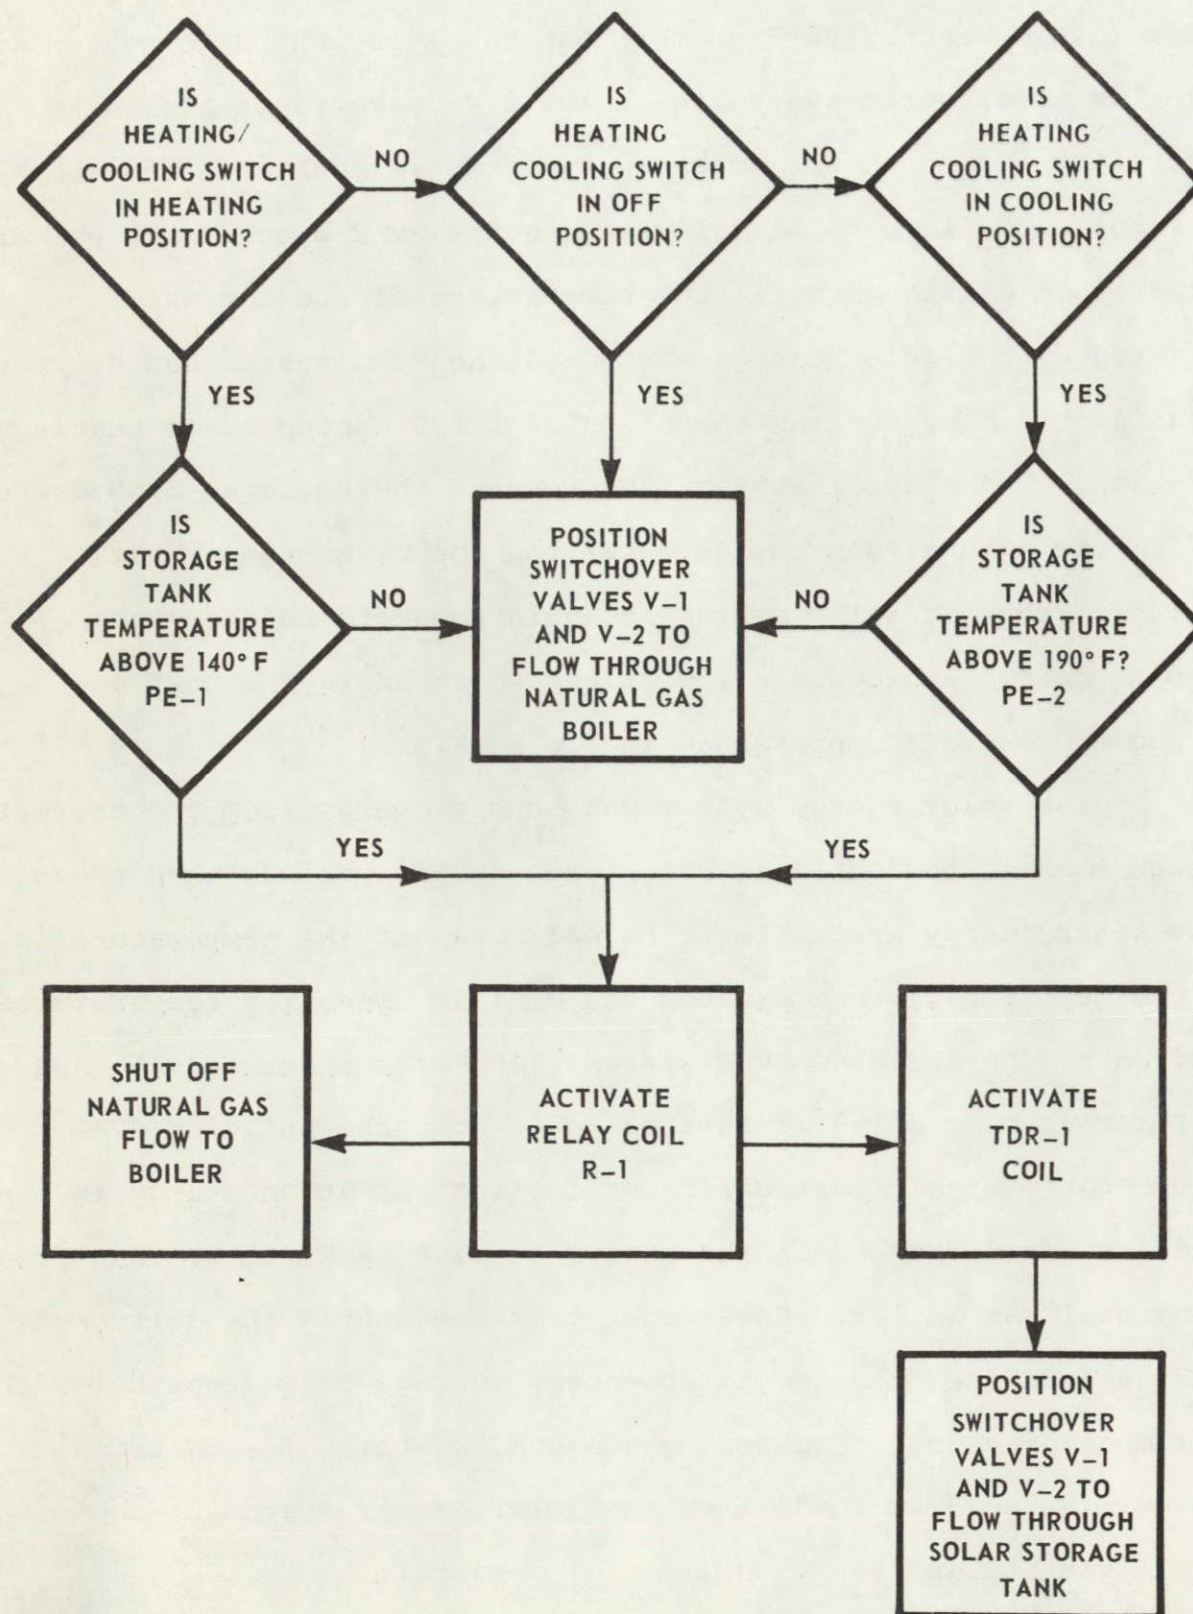 IS
HEATING/
COOLING SWITCH
IN HEATING
POSITION?
NO
IS
HEATING
COOLING SWITCH
IN OFF
POSITION?
NO
IS
HEATING
COOLING SWITCH
IN COOLING
POSITION?
YES
YES
YES
IS
STORAGE
TANK
TEMPERATURE
ABOVE 140° F
PE-1
NO
POSITION
SWITCHOVER
VALVES V-1
AND V-2 TO
FLOW THROUGH
NATURAL GAS
BOILER
NO
IS
STORAGE
TANK
TEMPERATURE
ABOVE 190° F?
PE-2
YES
YES
SHUT OFF
NATURAL GAS
FLOW TO
BOILER
ACTIVATE
RELAY COIL
R-1
ACTIVATE
TDR-1
COIL
POSITION
SWITCHOVER
VALVES V-1
AND V-2 TO
FLOW THROUGH
SOLAR STORAGE
TANK